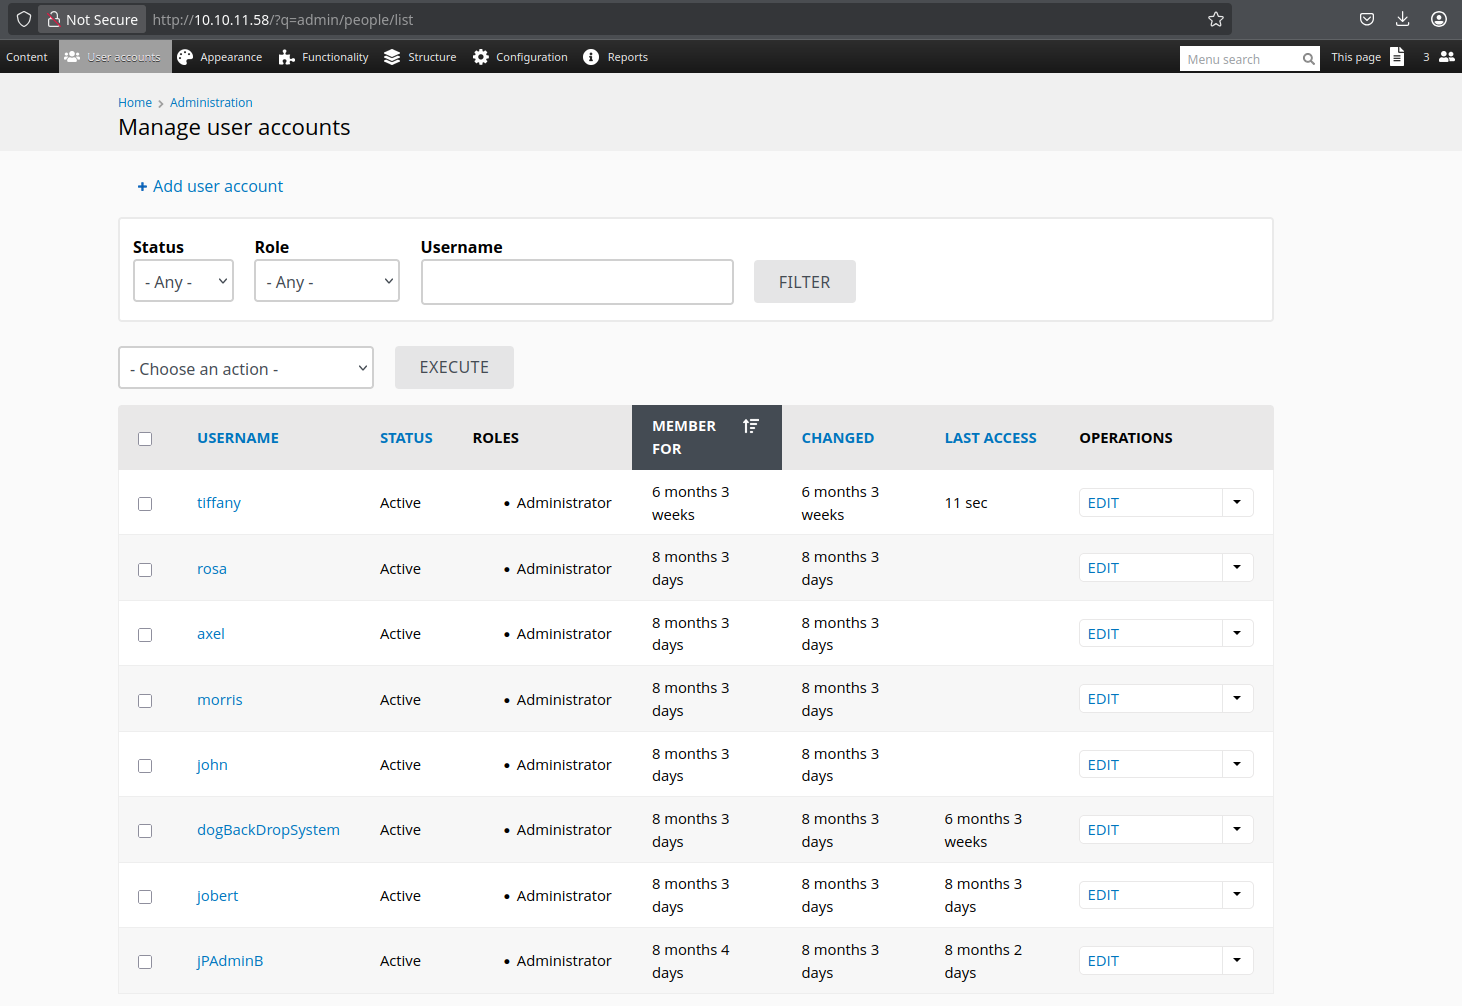 Not Secure http://10.10.11.58/?q=admin/people/list
Content User accounts Appearance Functionality Structure Configuration Reports Menu search This page 3
Home › Administration
Manage user accounts
+ Add user account
Status Role Username
- Any - - Any - FILTER
- Choose an action - EXECUTE
USERNAME STATUS ROLES MEMBER FOR CHANGED LAST ACCESS OPERATIONS
tiffany Active • Administrator 6 months 3 weeks 6 months 3 weeks 11 sec EDIT
rosa Active • Administrator 8 months 3 days 8 months 3 days EDIT
axel Active • Administrator 8 months 3 days 8 months 3 days EDIT
morris Active • Administrator 8 months 3 days 8 months 3 days EDIT
john Active • Administrator 8 months 3 days 8 months 3 days EDIT
dogBackDropSystem Active • Administrator 8 months 3 days 8 months 3 days 6 months 3 weeks EDIT
jobert Active • Administrator 8 months 3 days 8 months 3 days 8 months 3 days EDIT
jPAdminB Active • Administrator 8 months 4 days 8 months 3 days 8 months 2 days EDIT